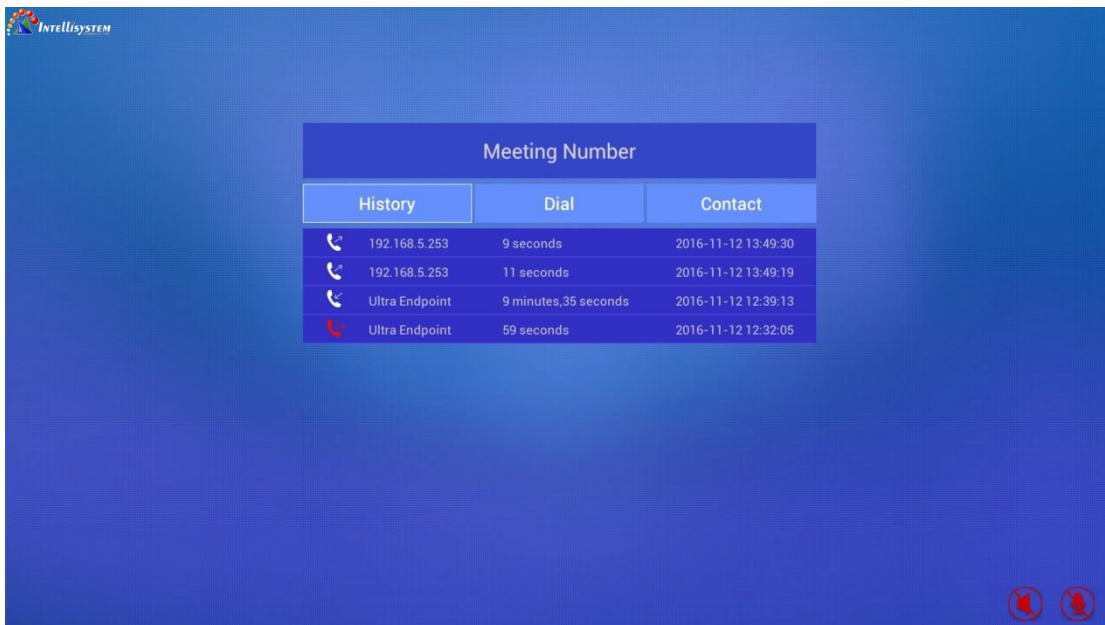 Intellisystem
Meeting Number
History Dial Contact
192.168.5.253 9 seconds 2016-11-12 13:49:30
192.168.5.253 11 seconds 2016-11-12 13:49:19
Ultra Endpoint 9 minutes,35 seconds 2016-11-12 12:39:13
Ultra Endpoint 59 seconds 2016-11-12 12:32:05